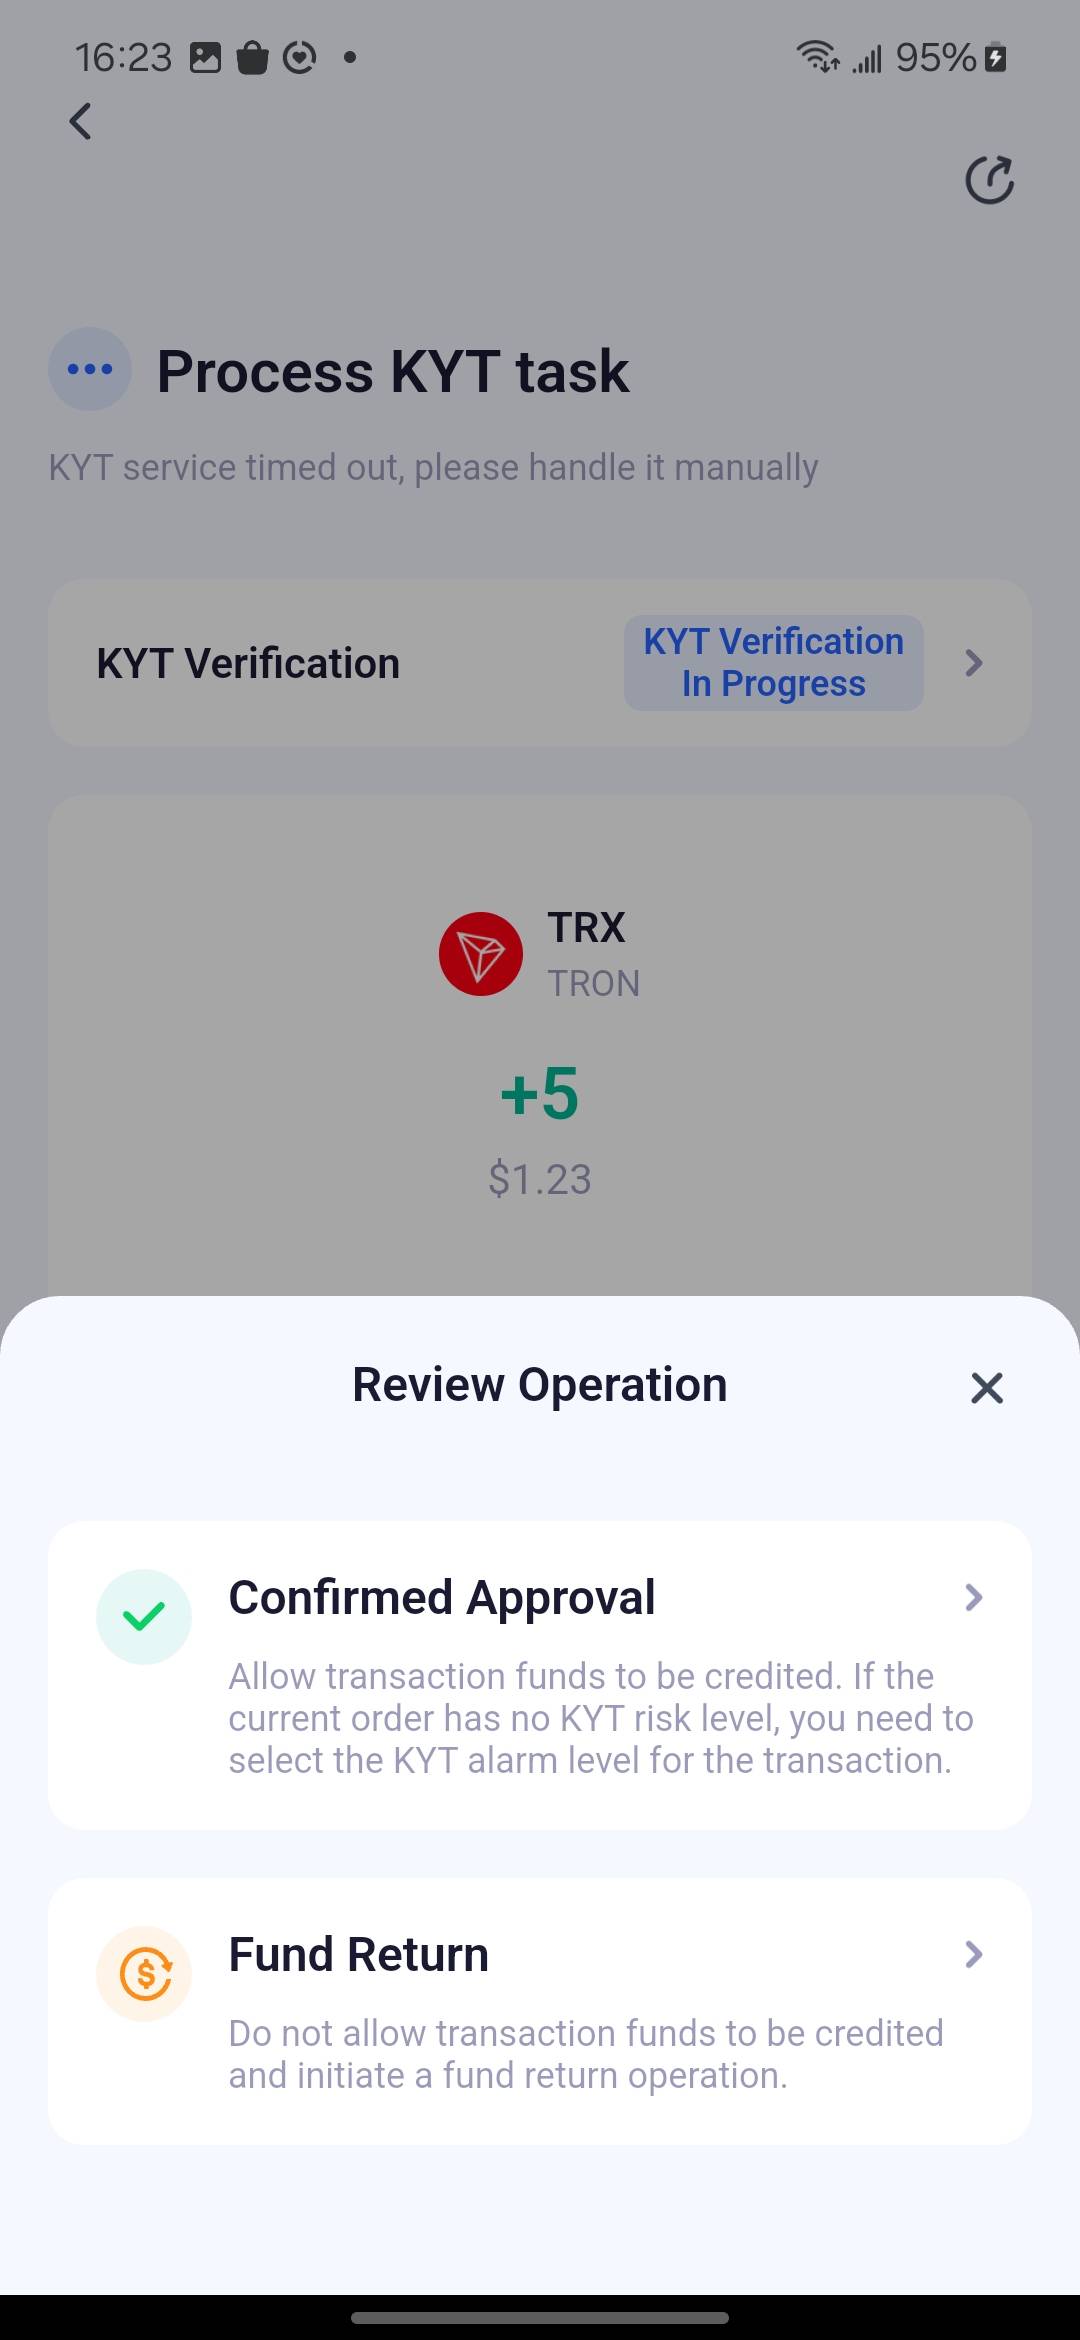 16:23
95%
Process KYT task
KYT service timed out, please handle it manually
KYT Verification
KYT Verification
In Progress
TRX
TRON
+5
$1.23
Review Operation
Confirmed Approval
Allow transaction funds to be credited. If the
current order has no KYT risk level, you need to
select the KYT alarm level for the transaction.
Fund Return
Do not allow transaction funds to be credited
and initiate a fund return operation.